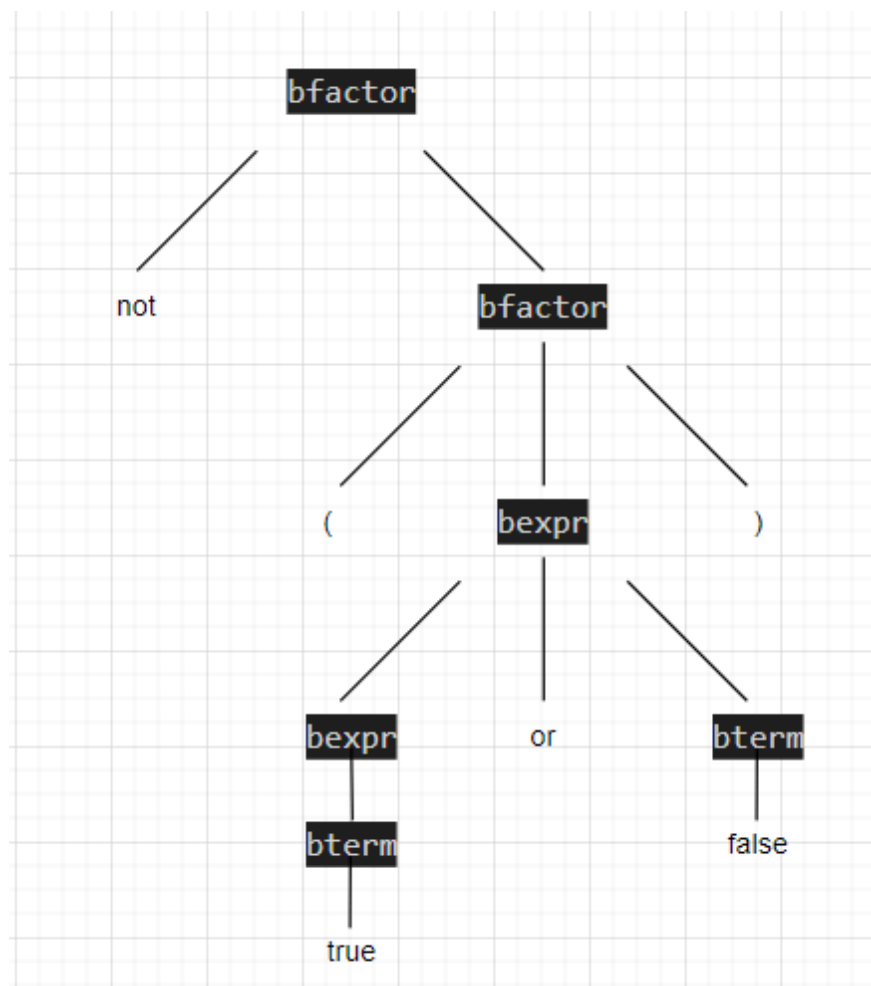 bfactor
not
bfactor
(
bexpr
)
bexpr
or
bterm
bterm
false
true